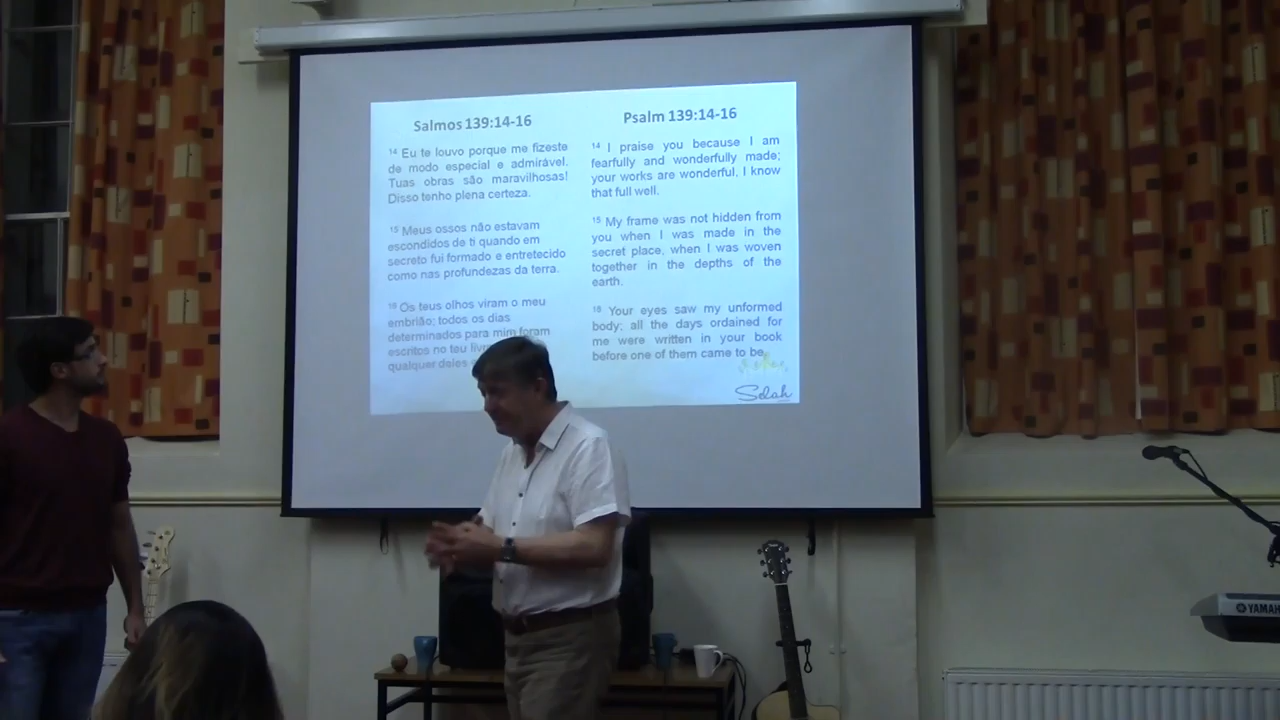 Salmos 139:14-16
14 Eu te louvo porque me fizeste
de modo especial e admirável.
Tuas obras são maravilhosas!
Disso tenho plena certeza.
15 Meus ossos não estavam
escondidos de ti quando em
secreto fui formado e entretecido
como nas profundezas da terra.
16 Os teus olhos viram o meu
embrião; todos os dias
determinados para mim foram
escritos no teu
qualquer deles
Psalm 139:14-16
14 I praise you because I am
fearfully and wonderfully made;
your works are wonderful, I know
that full well.
15 My frame was not hidden from
you when I was made in the
secret place, when I was woven
together in the depths of the
earth.
16 Your eyes saw my unformed
body; all the days ordained for
me were written in your book
before one of them came to be.
Selah
YAMAHA